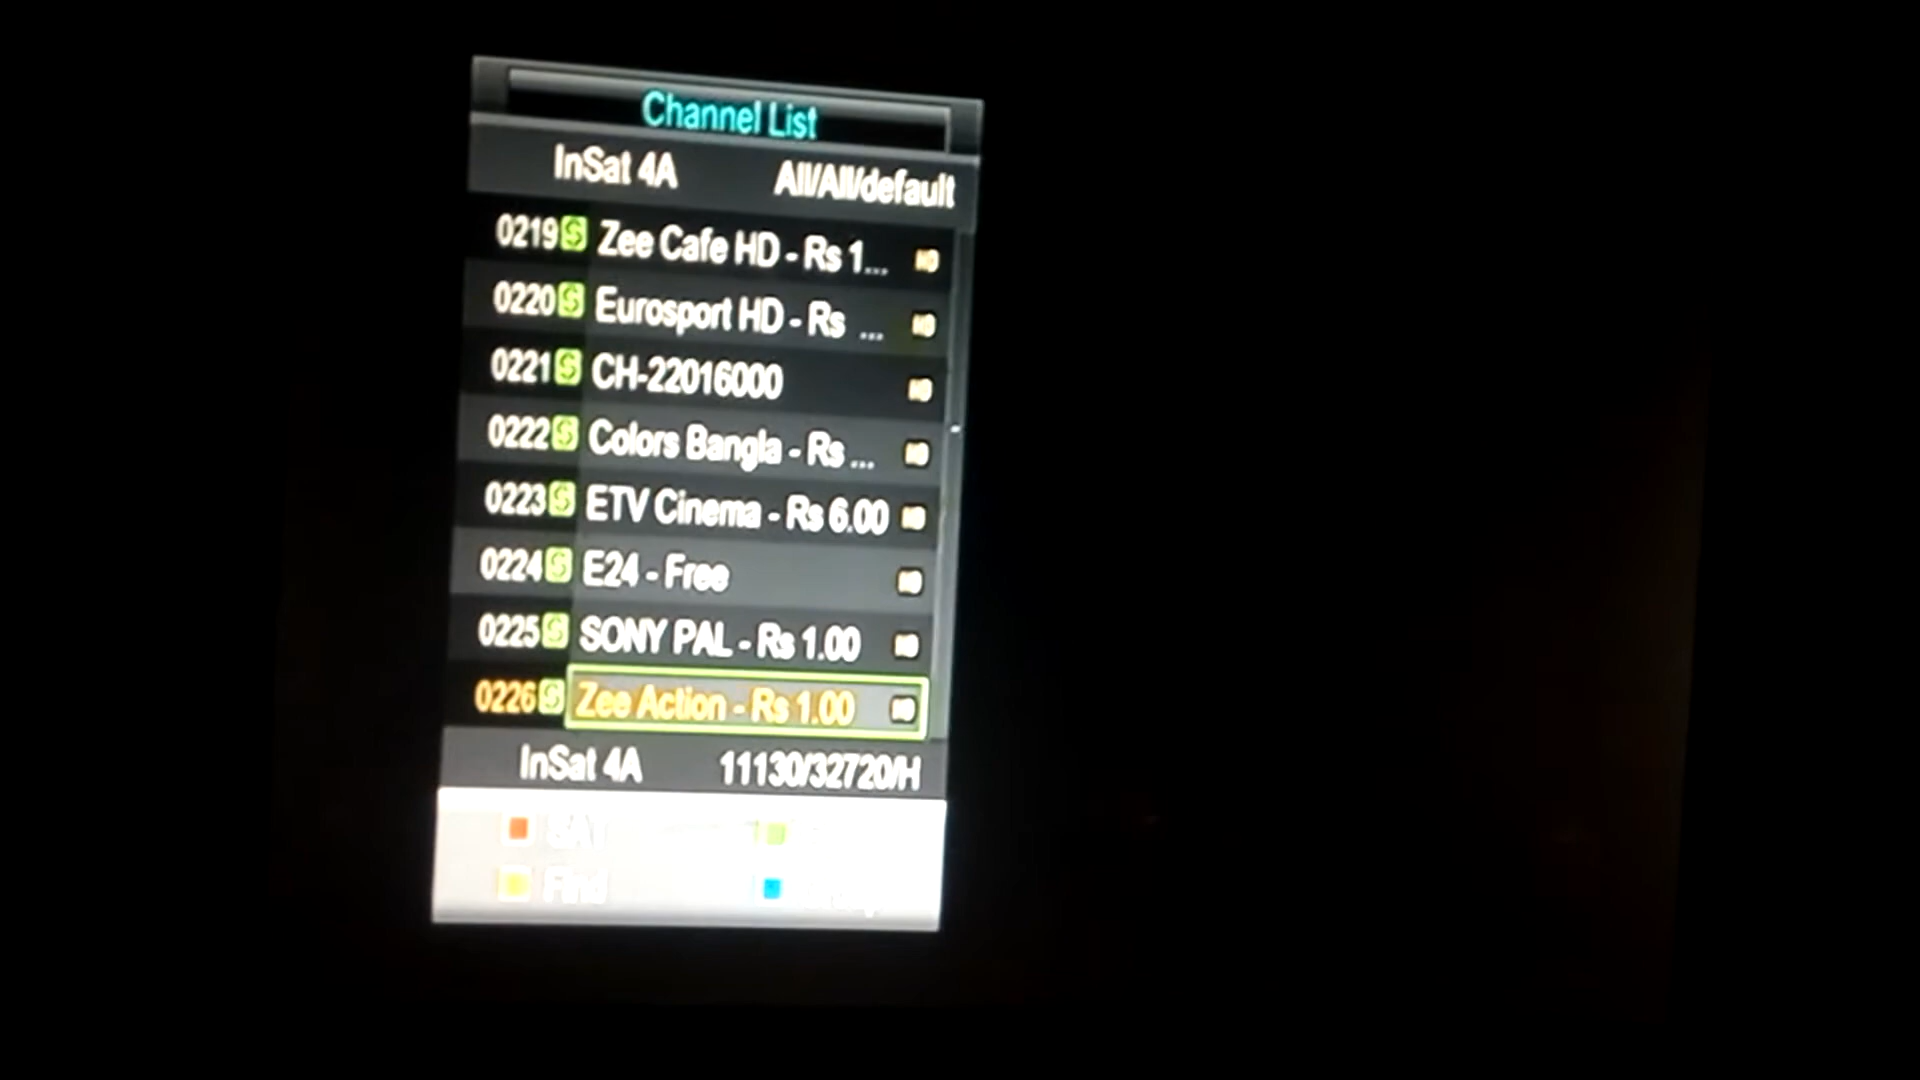 Channel List
InSat 4A All/All/default
0219 Zee Cafe HD - Rs 1...
0220 Eurosport HD - Rs ...
0221 CH-22016000
0222 Colors Bangla - Rs ...
0223 ETV Cinema - Rs 6.00
0224 E24 - Free
0225 SONY PAL - Rs 1.00
0226 Zee Action - Rs 1.00
InSat 4A 11130/32720/H
SAT
Find